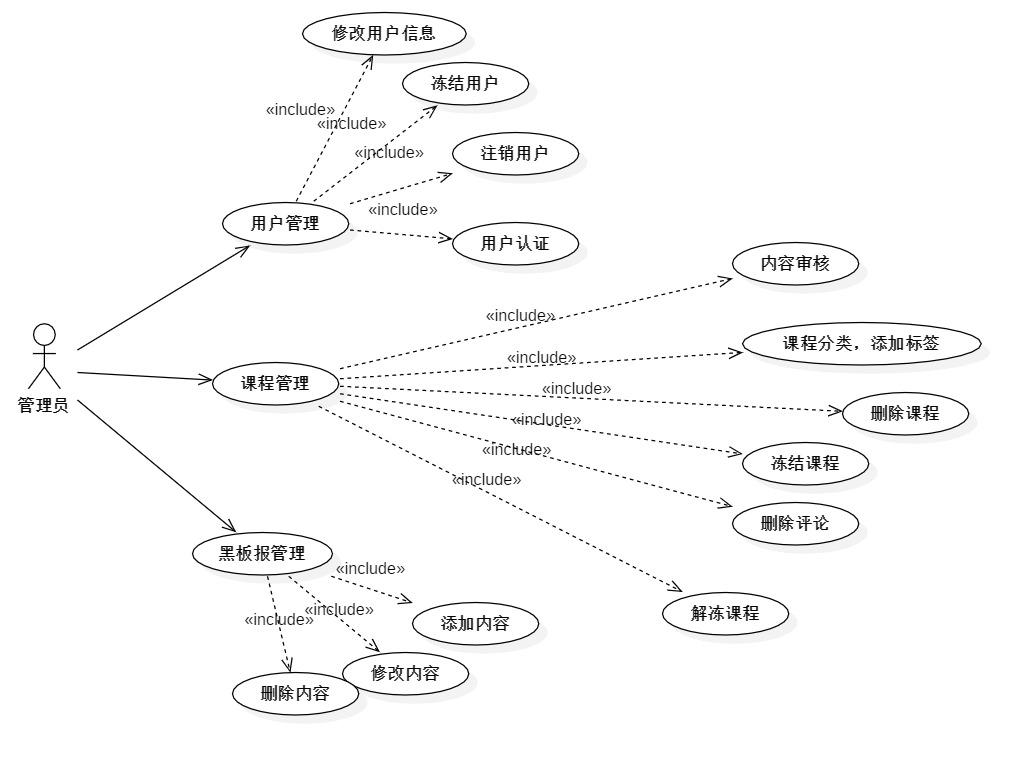 修改用户信息
冻结用户
«include»
«include»
注销用户
«include»
«include»
用户管理
用户认证
内容审核
«include»
课程分类，添加标签
«include»
课程管理
«include»
管理员
删除课程
«include»
«include»
冻结课程
«include»
删除评论
黑板报管理
«include»
«include»
«include»
添加内容
解冻课程
修改内容
删除内容